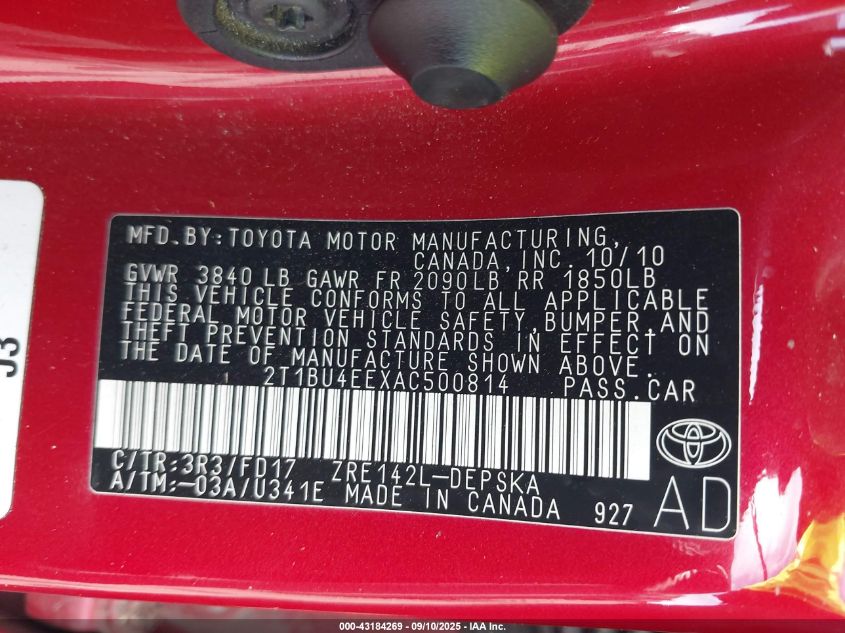 MFD.BY:TOYOTA MOTOR MANUFACTURING,
CANADA,INC. 10/10
GVWR 3840 LB GAWR FR 2090LB RR 1850LB
THIS VEHICLE CONFORMS TO ALL APPLICABLE
FEDERAL MOTOR VEHICLE SAFETY,BUMPER,AND
THEFT PREVENTION STANDARDS IN EFFECT ON
THE DATE OF MANUFACTURE SHOWN ABOVE.
2T1BU4EEXAC500814 PASS.CAR
C/TR:3R3/FD17 ZRE142L-DEPSKA
A/TM:-03A/U341E MADE IN CANADA 927
AD
J3
000-43184269 - 09/10/2025 - IAA Inc.